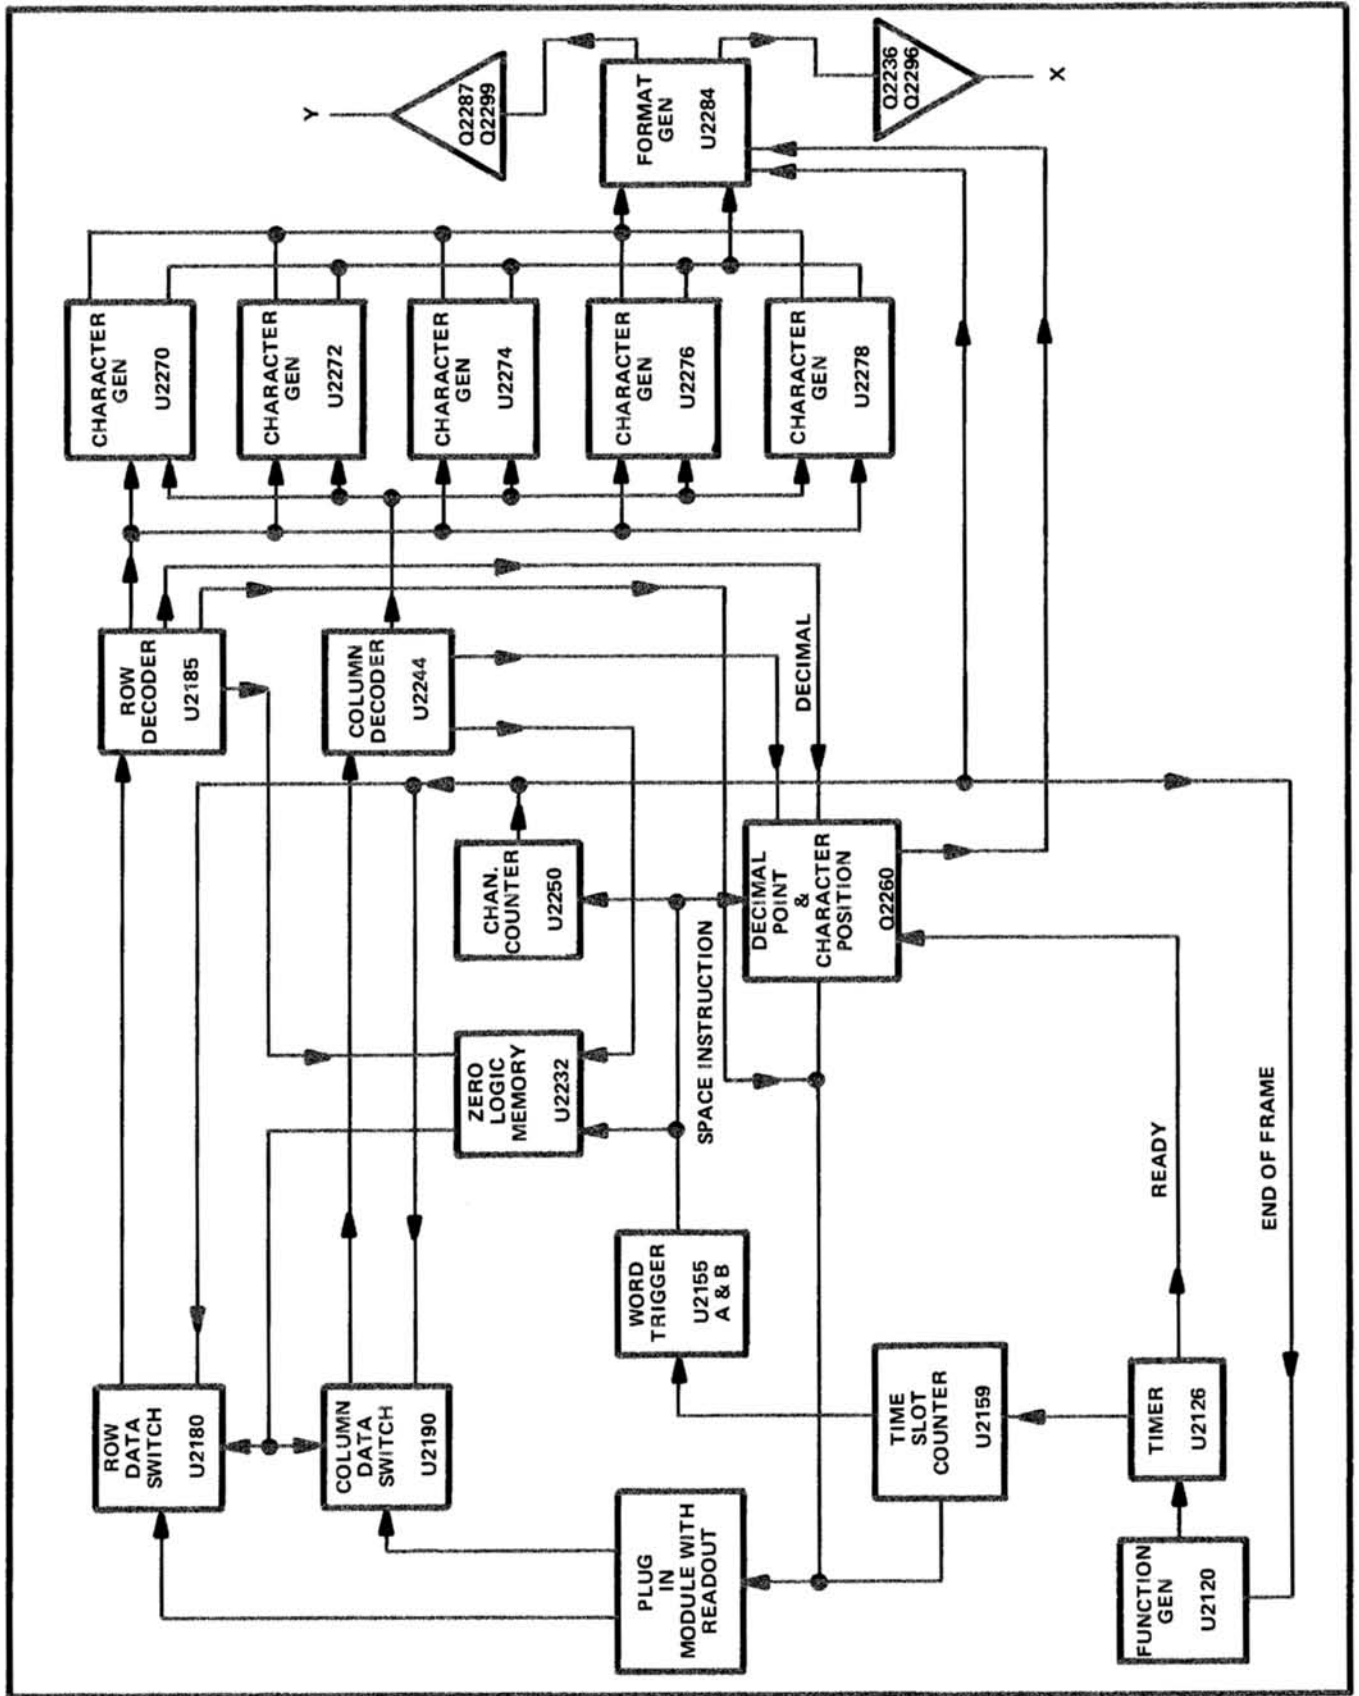 ROW
DATA
SWITCH
U2180
COLUMN
DATA
SWITCH
U2190
PLUG
IN
MODULE WITH
READOUT
WORD
TRIGGER
U2155
A & B
TIME
SLOT
COUNTER
U2159
TIMER
U2126
FUNCTION
GEN
U2120
READY
END OF FRAME
ZERO
LOGIC
MEMORY
U2232
CHAN.
COUNTER
U2250
SPACE INSTRUCTION
DECIMAL
POINT
&
CHARACTER
POSITION
Q2260
DECIMAL
ROW
DECODER
U2185
COLUMN
DECODER
U2244
CHARACTER
GEN
U2270
CHARACTER
GEN
U2272
CHARACTER
GEN
U2274
CHARACTER
GEN
U2276
CHARACTER
GEN
U2278
FORMAT
GEN
U2284
Y
Q2287
Q2299
Q2236
Q2296
X